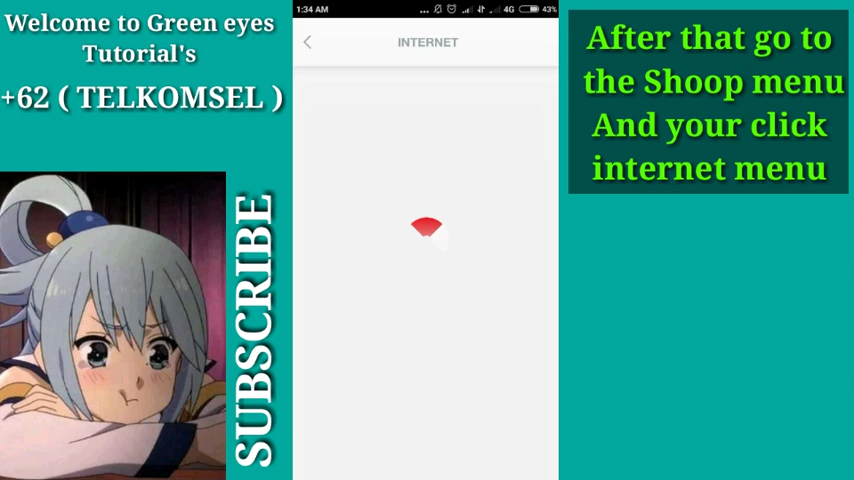 Welcome to Green eyes
Tutorial's
+62 ( TELKOMSEL )
SUBSCRIBE
1:34 AM
4G
43%
INTERNET
After that go to
the Shoop menu
And your click
internet menu